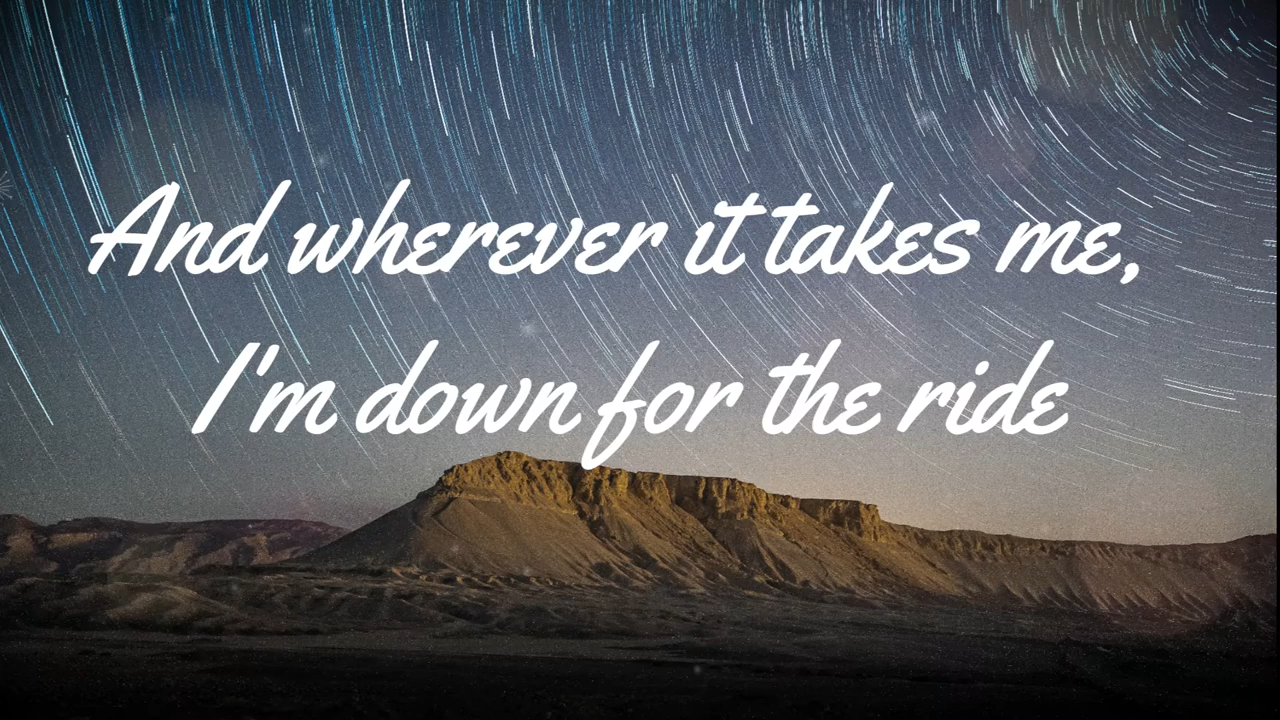 And wherever it takes me,
I'm down for the ride